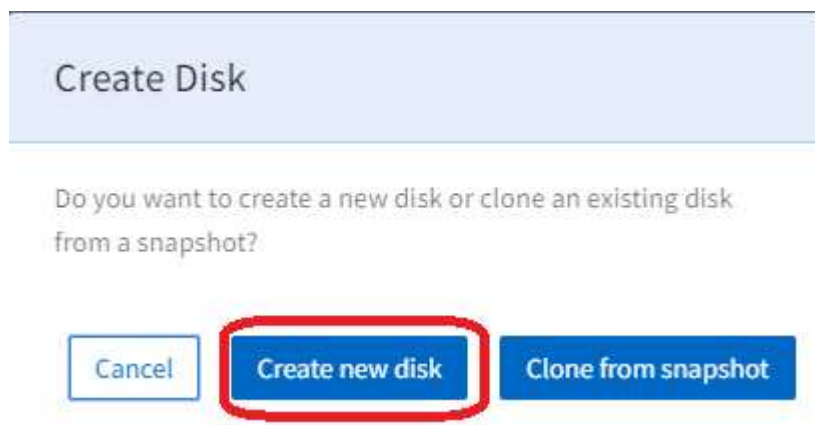 Create Disk
Do you want to create a new disk or clone an existing disk
from a snapshot?
Cancel Create new disk Clone from snapshot